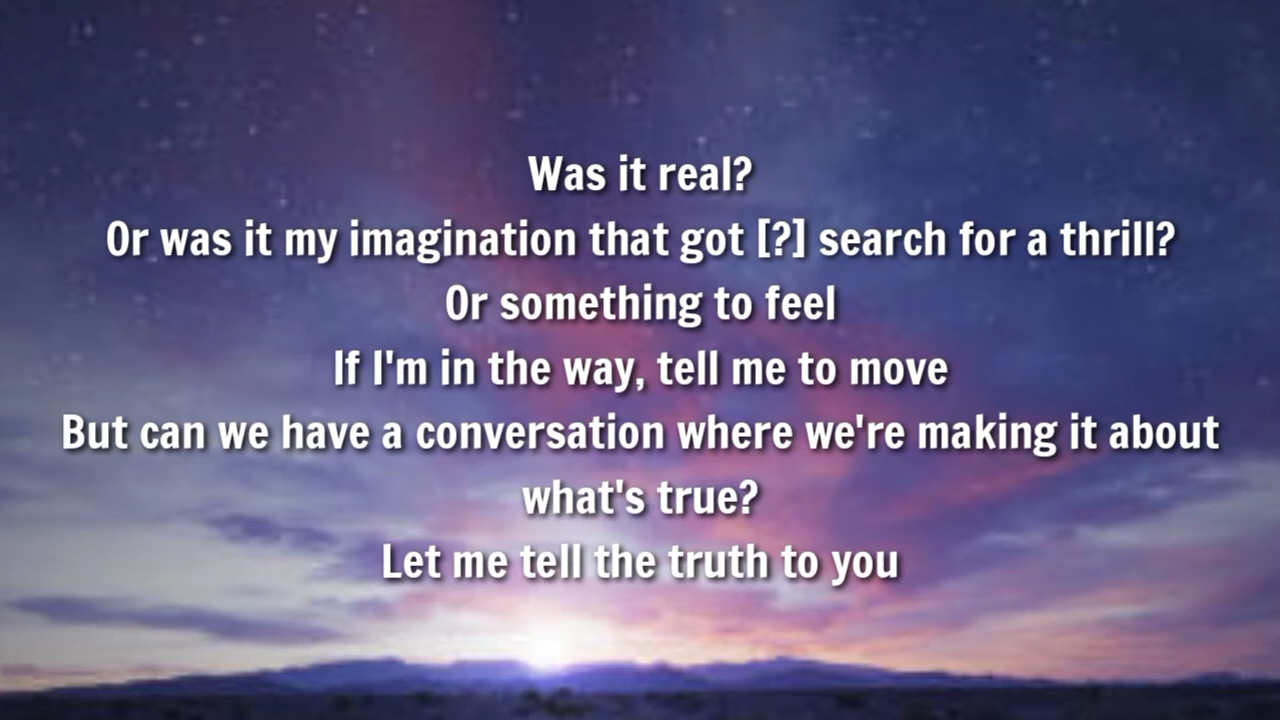 Was it real?
Or was it my imagination that got [?] search for a thrill?
Or something to feel
If I'm in the way, tell me to move
But can we have a conversation where we're making it about
what's true?
Let me tell the truth to you